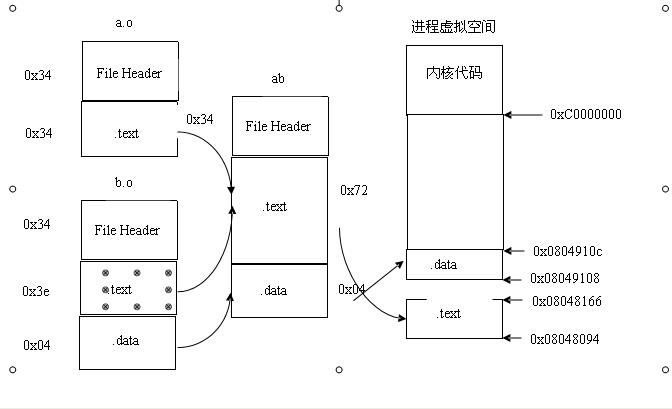 a.o
0x34
File Header
0x34
.text
0x34
b.o
0x34
File Header
0x3e
.text
0x04
.data
ab
File Header
.text
.data
0x72
0x04
进程虚拟空间
内核代码
0xC0000000
0x0804910c
.data
0x08049108
0x08048166
.text
0x08048094